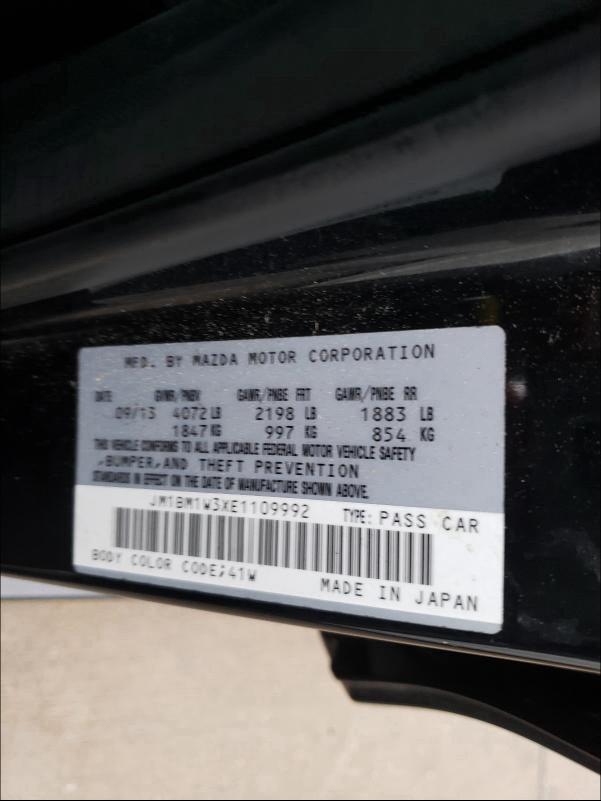 MFD. BY MAZDA MOTOR CORPORATION
DATE GVWR/PNBV GAWR/PNBE FRT GAWR/PNBE RR
09/13 4072 LB 2198 LB 1883 LB
1847 KG 997 KG 854 KG
THIS VEHICLE CONFORMS TO ALL APPLICABLE FEDERAL MOTOR VEHICLE SAFETY
,BUMPER,AND THEFT PREVENTION
STANDARDS IN EFFECT ON THE DATE OF MANUFACTURE SHOWN ABOVE.
JM1BM1W3XE1109992 TYPE: PASS CAR
BODY COLOR CODE;41W
MADE IN JAPAN